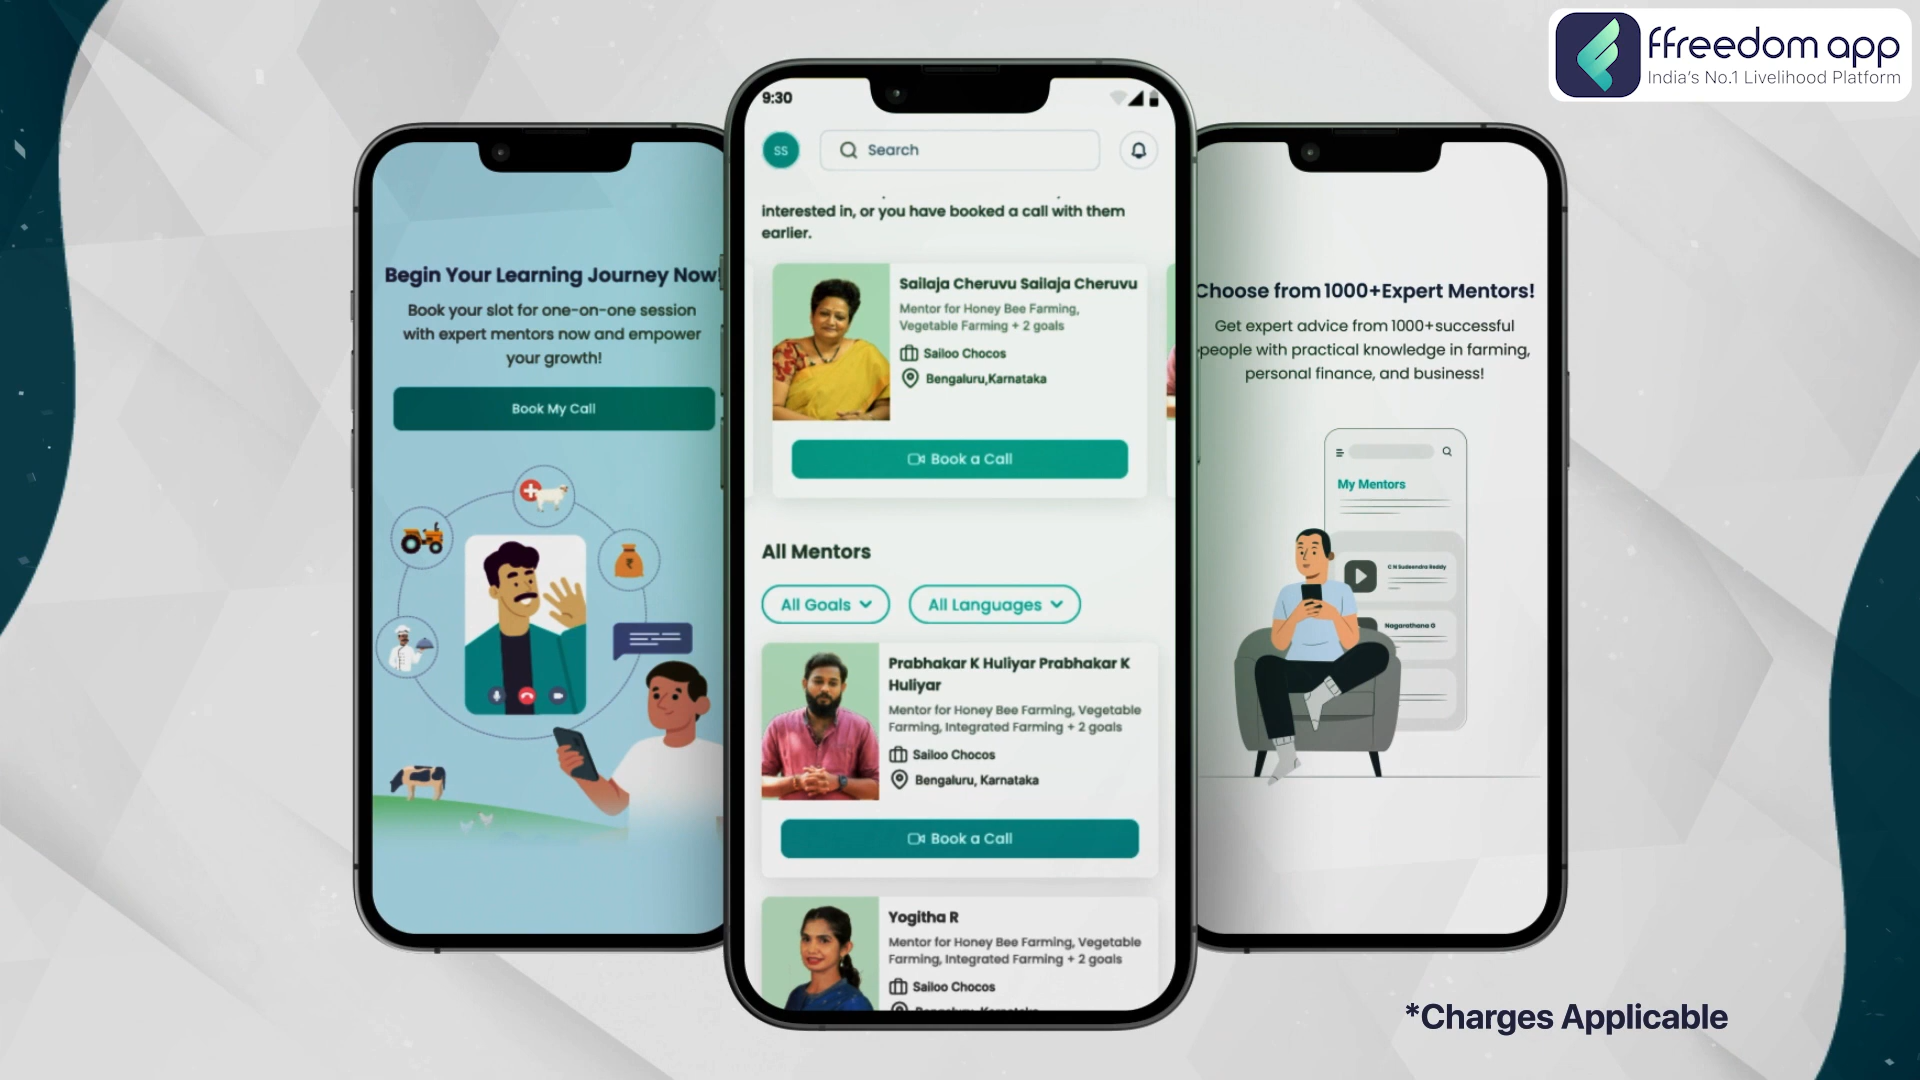 ffreedom app
India's No.1 Livelihood Platform
Begin Your Learning Journey Now!
Book your slot for one-on-one session
with expert mentors now and empower
your growth!
Book My Call
9:30
SS
Search
interested in, or you have booked a call with them
earlier.
Sailaja Cheruvu Sailaja Cheruvu
Mentor for Honey Bee Farming,
Vegetable Farming + 2 goals
Sailoo Chocos
Bengaluru,Karnataka
Book a Call
All Mentors
All Goals
All Languages
Prabhakar K Huliyar Prabhakar K
Huliyar
Mentor for Honey Bee Farming, Vegetable
Farming, Integrated Farming + 2 goals
Sailoo Chocos
Bengaluru, Karnataka
Book a Call
Yogitha R
Mentor for Honey Bee Farming, Vegetable
Farming, Integrated Farming + 2 goals
Sailoo Chocos
Choose from 1000+Expert Mentors!
Get expert advice from 1000+successful
people with practical knowledge in farming,
personal finance, and business!
My Mentors
C N Sudeendra Reddy
Nagarathana G
*Charges Applicable